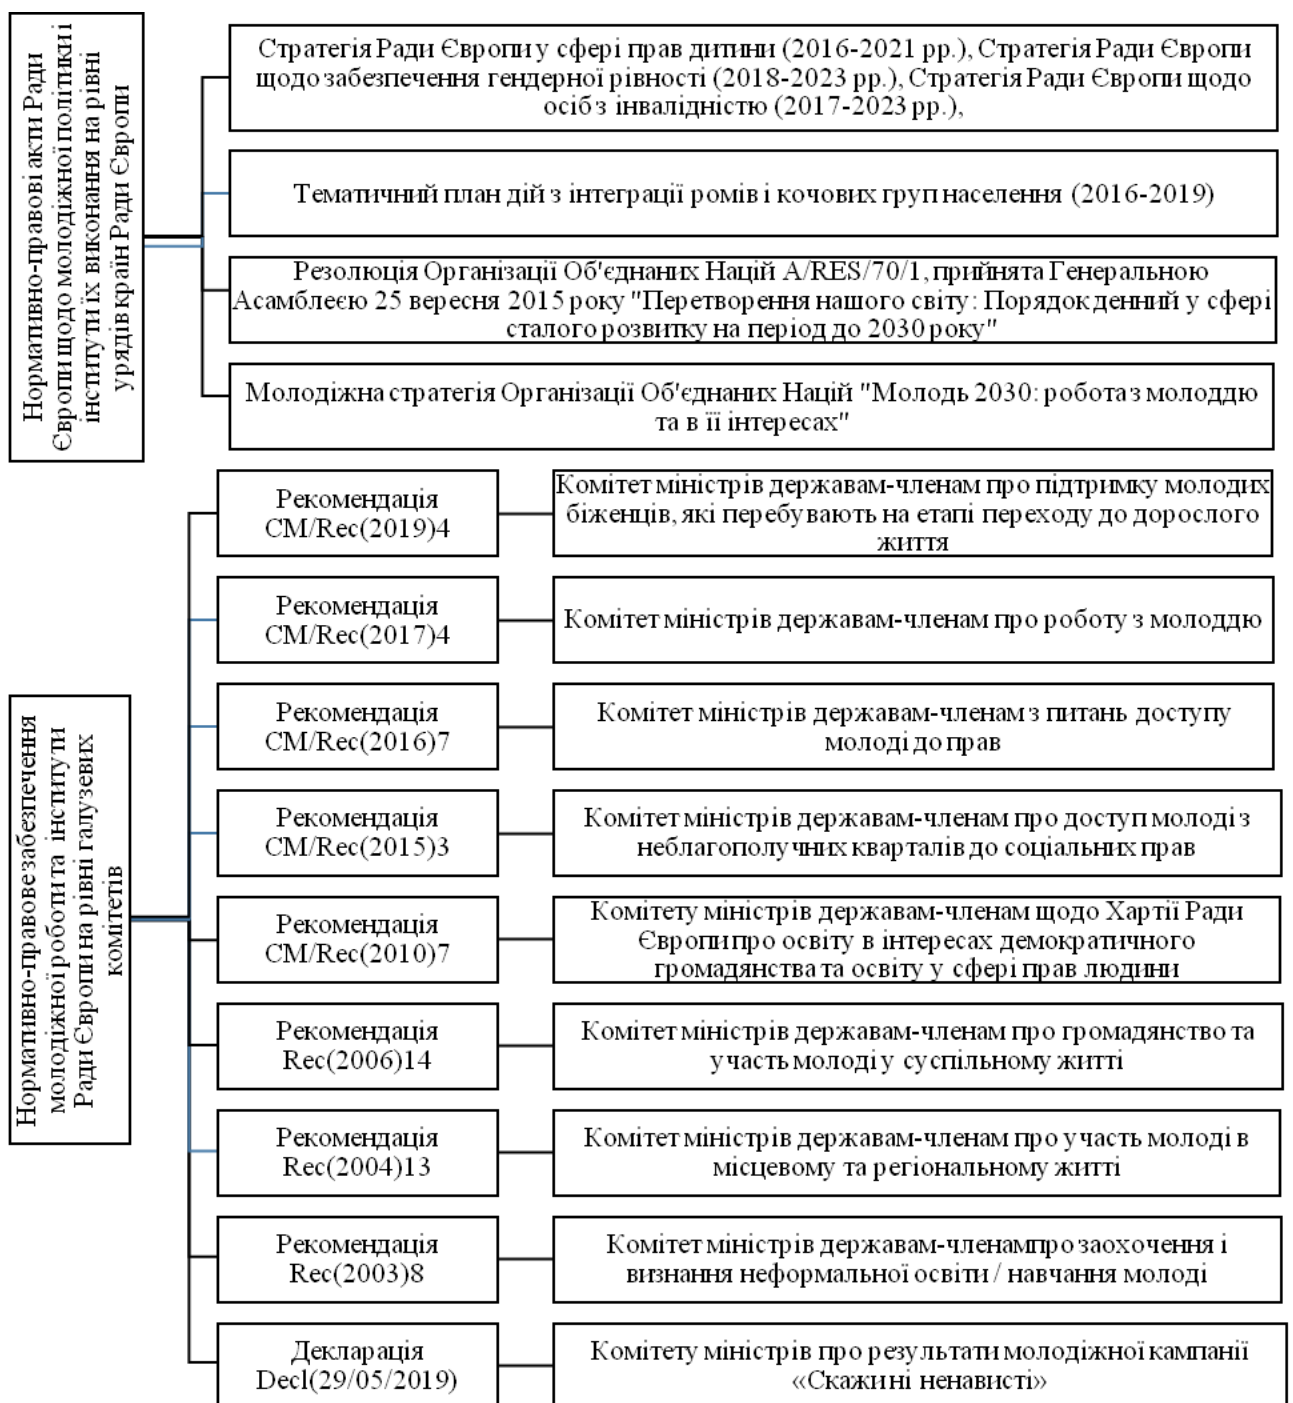 Нормативно-правові акти Ради
Європи щодо молодіжної політики і
інститути їх виконання на рівні
урядів країн Ради Європи
Стратегія Ради Європи у сфері прав дитини (2016-2021 рр.), Стратегія Ради Європи
щодо забезпечення гендерної рівності (2018-2023 рр.), Стратегія Ради Європи щодо
осіб з інвалідністю (2017-2023 рр.),
Тематичний план дій з інтеграції ромів і кочових груп населення (2016-2019)
Резолюція Організації Об'єднаних Націй A/RES/70/1, прийнята Генеральною
Асамблеєю 25 вересня 2015 року "Перетворення нашого світу: Порядок денний у сфері
сталого розвитку на період до 2030 року"
Молодіжна стратегія Організації Об'єднаних Націй "Молодь 2030: робота з молоддю
та в її інтересах"
Нормативно-правове забезпечення
молодіжної роботи та інститути
Ради Європи на рівні галузевих
комітетів
Рекомендація
CM/Rec(2019)4
Комітет міністрів державам-членам про підтримку молодих
біженців, які перебувають на етапі переходу до дорослого
життя
Рекомендація
CM/Rec(2017)4
Комітет міністрів державам-членам про роботу з молоддю
Рекомендація
CM/Rec(2016)7
Комітет міністрів державам-членам з питань доступу
молоді до прав
Рекомендація
CM/Rec(2015)3
Комітет міністрів державам-членам про доступ молоді з
неблагополучних кварталів до соціальних прав
Рекомендація
CM/Rec(2010)7
Комітету міністрів державам-членам щодо Хартії Ради
Європи про освіту в інтересах демократичного
громадянства та освіту у сфері прав людини
Рекомендація
Rec(2006)14
Комітет міністрів державам-членам про громадянство та
участь молоді у суспільному житті
Рекомендація
Rec(2004)13
Комітет міністрів державам-членам про участь молоді в
місцевому та регіональному житті
Рекомендація
Rec(2003)8
Комітет міністрів державам-членампро заохочення і
визнання неформальної освіти / навчання молоді
Декларація
Decl(29/05/2019)
Комітету міністрів про результати молодіжної кампанії
«Скажи ні ненависті»